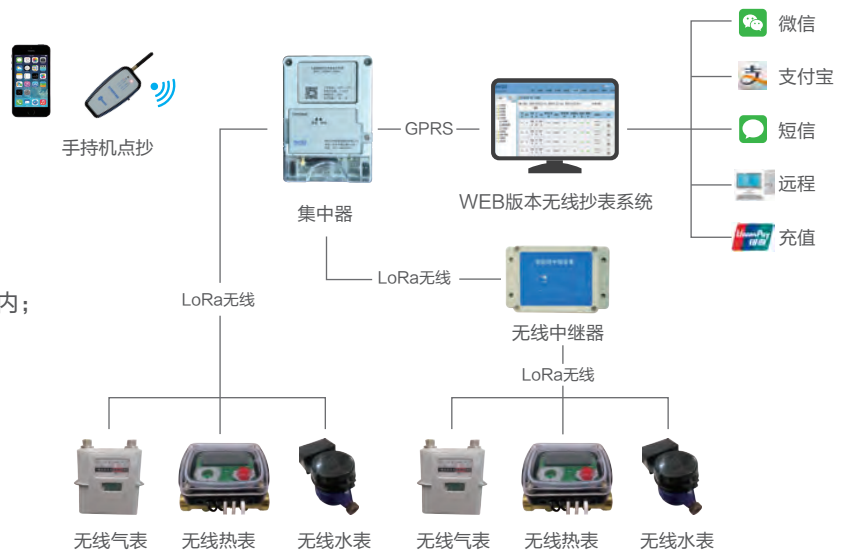 微信
支付宝
手持机点抄
GPRS
短信
WEB版本无线抄表系统
集中器
远程
UnionPay
银联
充值
LoRa无线
内；
LoRa无线
无线中继器
LoRa无线
无线气表
无线热表
无线水表
无线气表
无线热表
无线水表